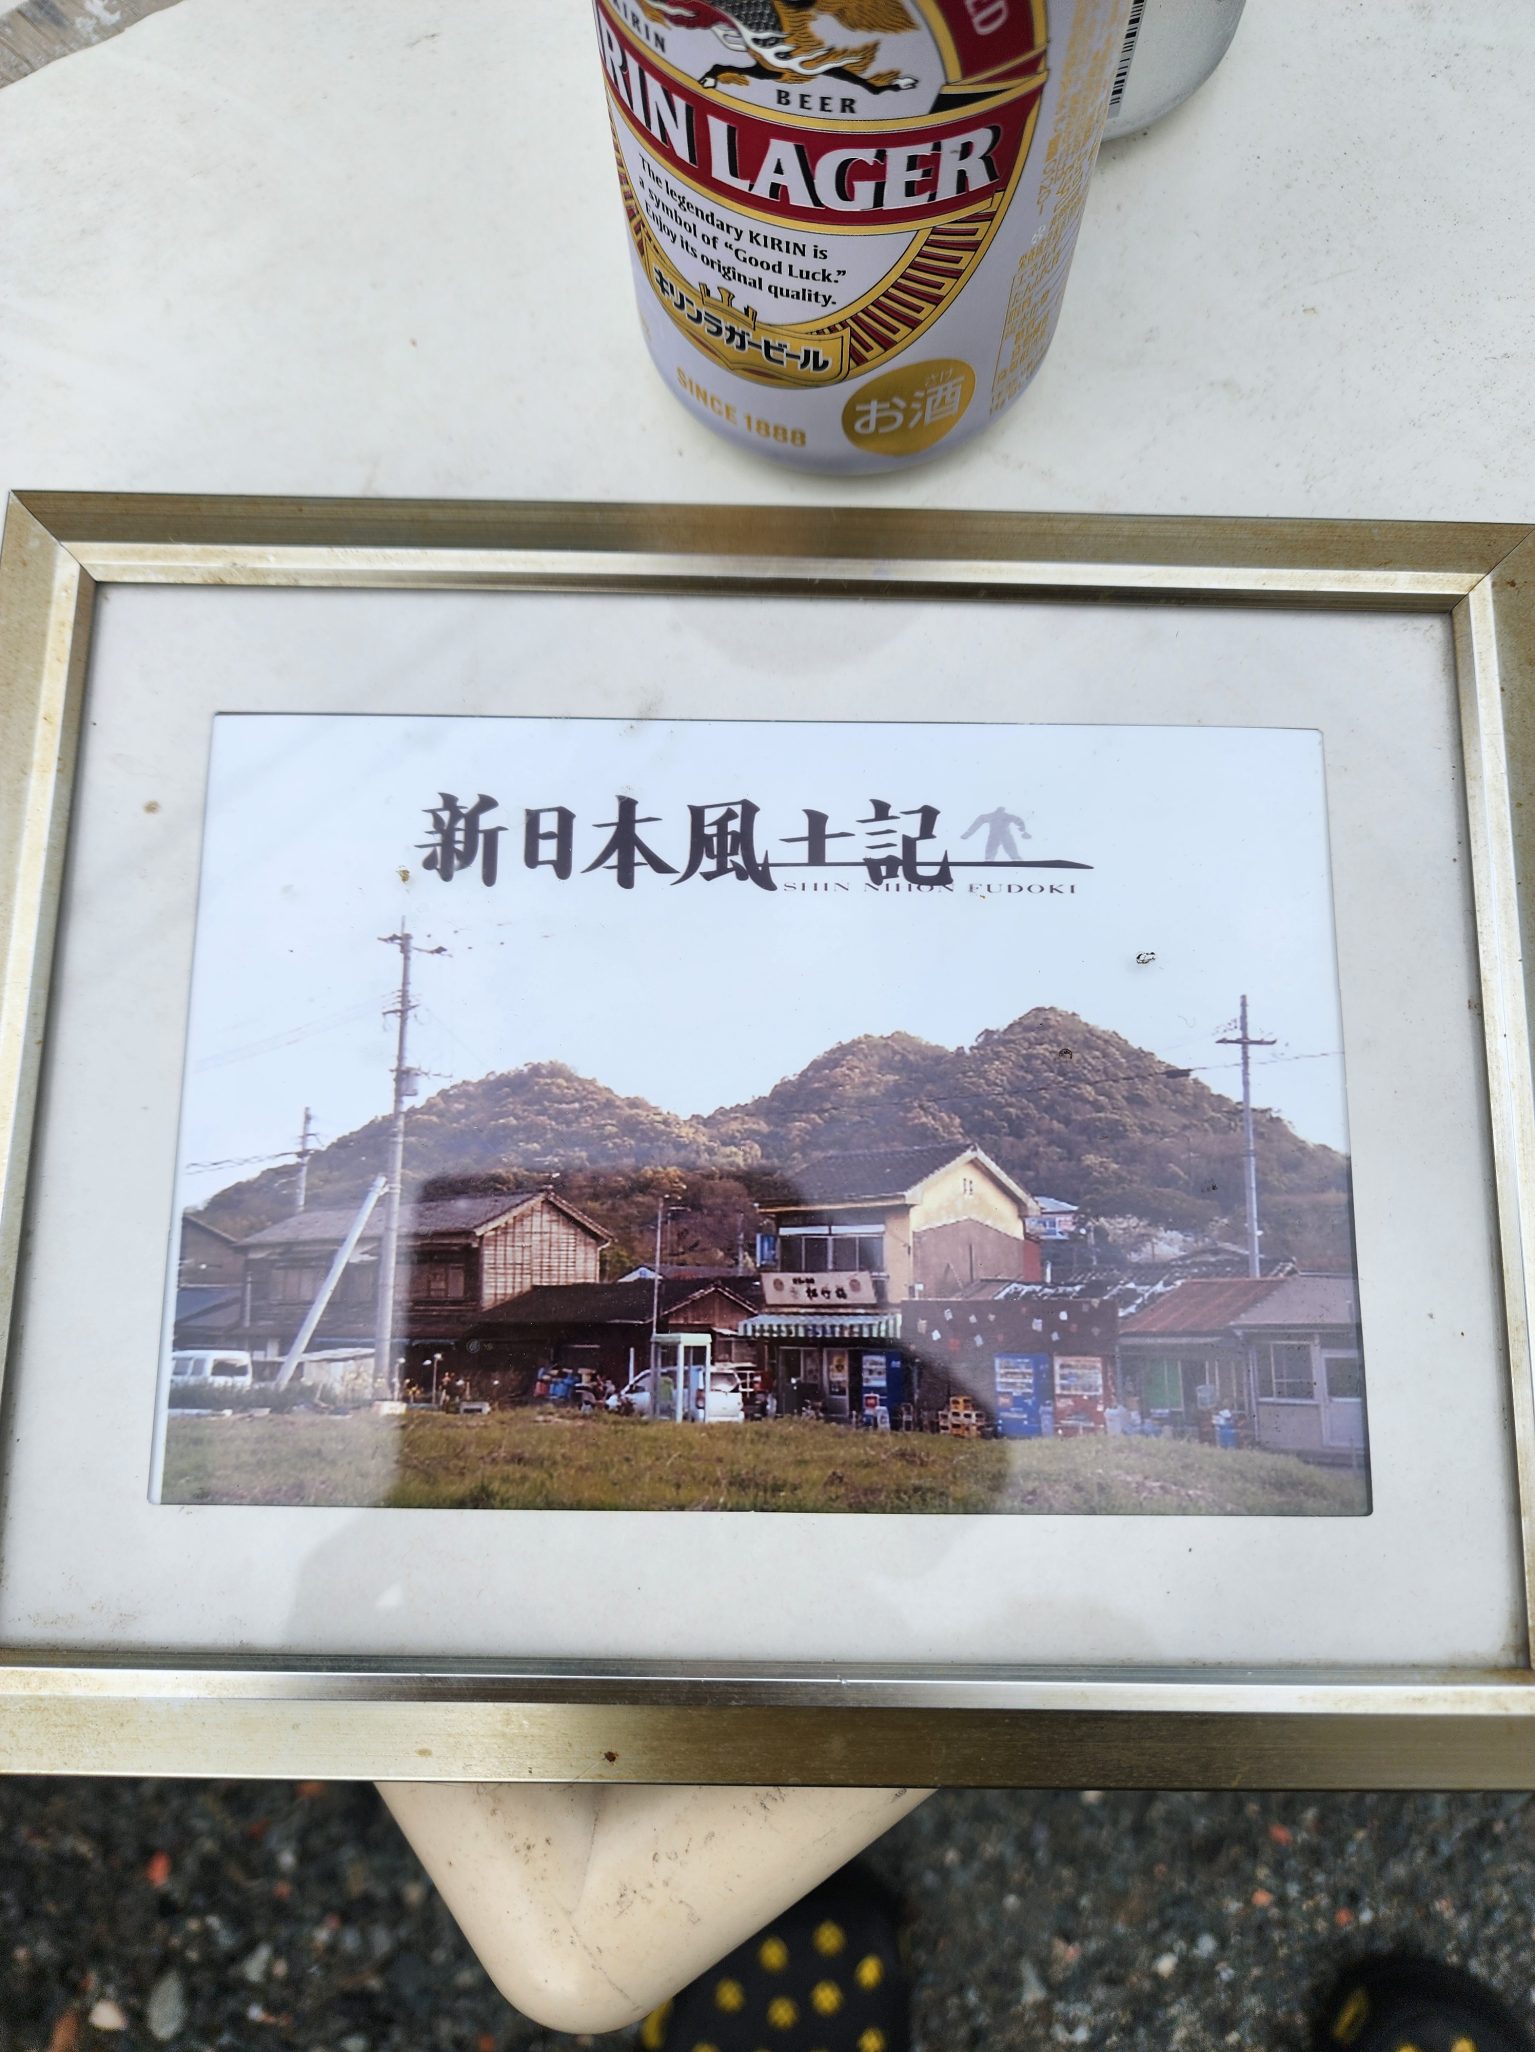 KIRIN
BEER
RIN LAGER
The legendary KIRIN is
a symbol of "Good Luck."
Enjoy its original quality.
キリンラガービール
SINCE 1888
さけ
お酒
新日本風土記
SHIN NIHON FUDOKI